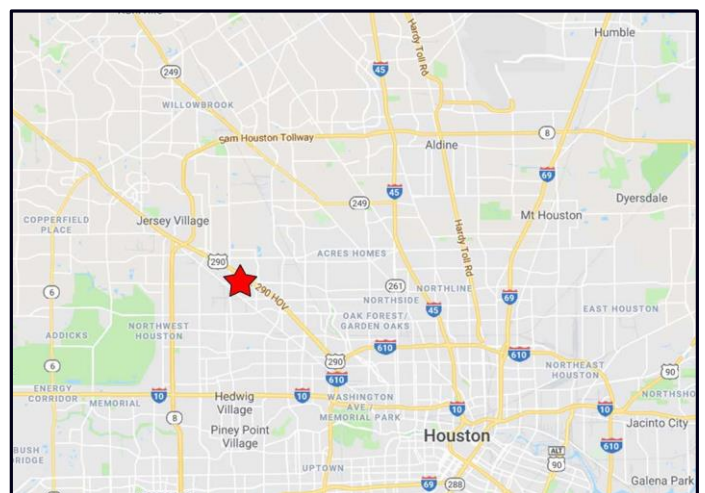 Humble
Hardy Toll Rd
45
249
WILLOWBROOK
Sam Houston Tollway
8
Aldine
69
45
249
Dyersdale
COPPERFIELD
PLACE
Jersey Village
Mt Houston
Hardy Toll Rd
ACRES HOMES
290
290 HOV
261
NORTHLINE
6
NORTHSIDE
69
45
EAST HOUSTON
OAK FOREST/
GARDEN OAKS
NORTHWEST
HOUSTON
ADDICKS
610
610
290
6
NORTHEAST
HOUSTON
90
610
ENERGY
CORRIDOR
MEMORIAL
10
Hedwig
Village
10
WASHINGTON
AVE /
MEMORIAL PARK
NORTHSHO
10
10
8
Piney Point
Village
Jacinto City
Houston
610
BUSH
RIDGE
ALT
90
UPTOWN
69
288
Galena Park